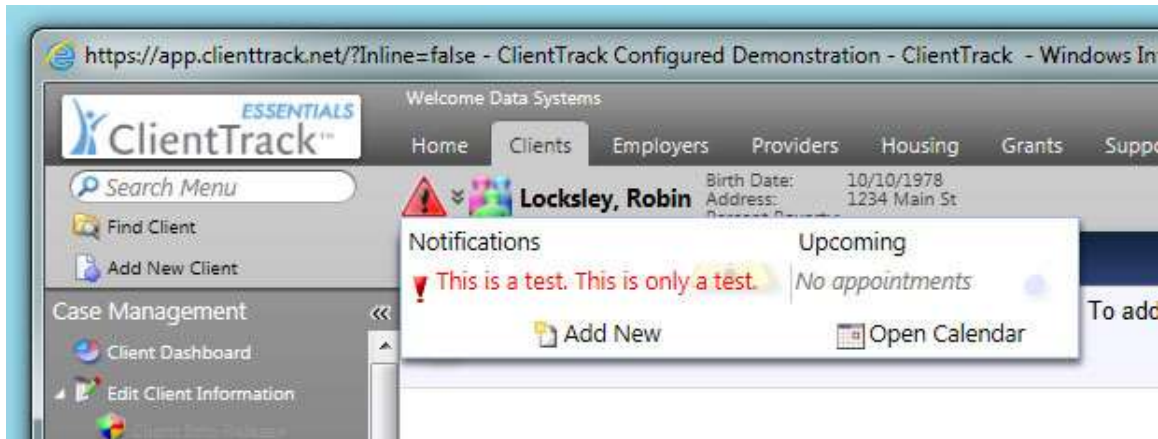 https://app.clienttrack.net/?Inline=false - ClientTrack Configured Demonstration - ClientTrack - Windows In
ESSENTIALS
ClientTrack™
Welcome Data Systems
Home Clients Employers Providers Housing Grants Suppo
Search Menu
Locksley, Robin
Birth Date: 10/10/1978
Address: 1234 Main St
Find Client
Add New Client
Notifications Upcoming
This is a test. This is only a test. No appointments
Add New Open Calendar
To add
Case Management
Client Dashboard
Edit Client Information